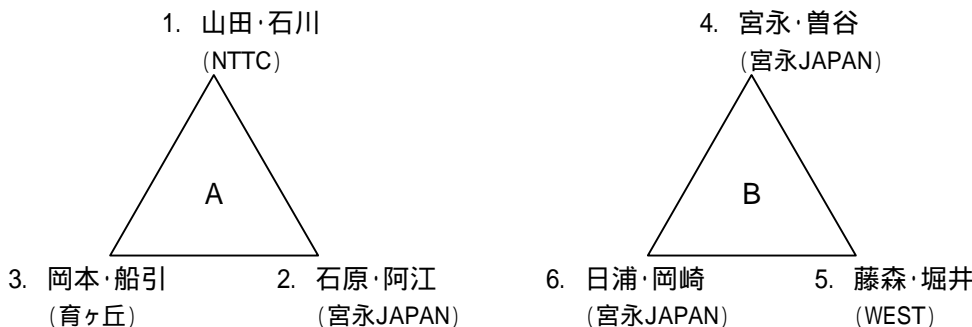 1. 山田·石川
(NTTC)
A
3. 岡本·船引
(育ヶ丘)
2. 石原·阿江
(宮永JAPAN)
4. 宮永·曽谷
(宮永JAPAN)
B
6. 日浦·岡崎
(宮永JAPAN)
5. 藤森·堀井
(WEST)